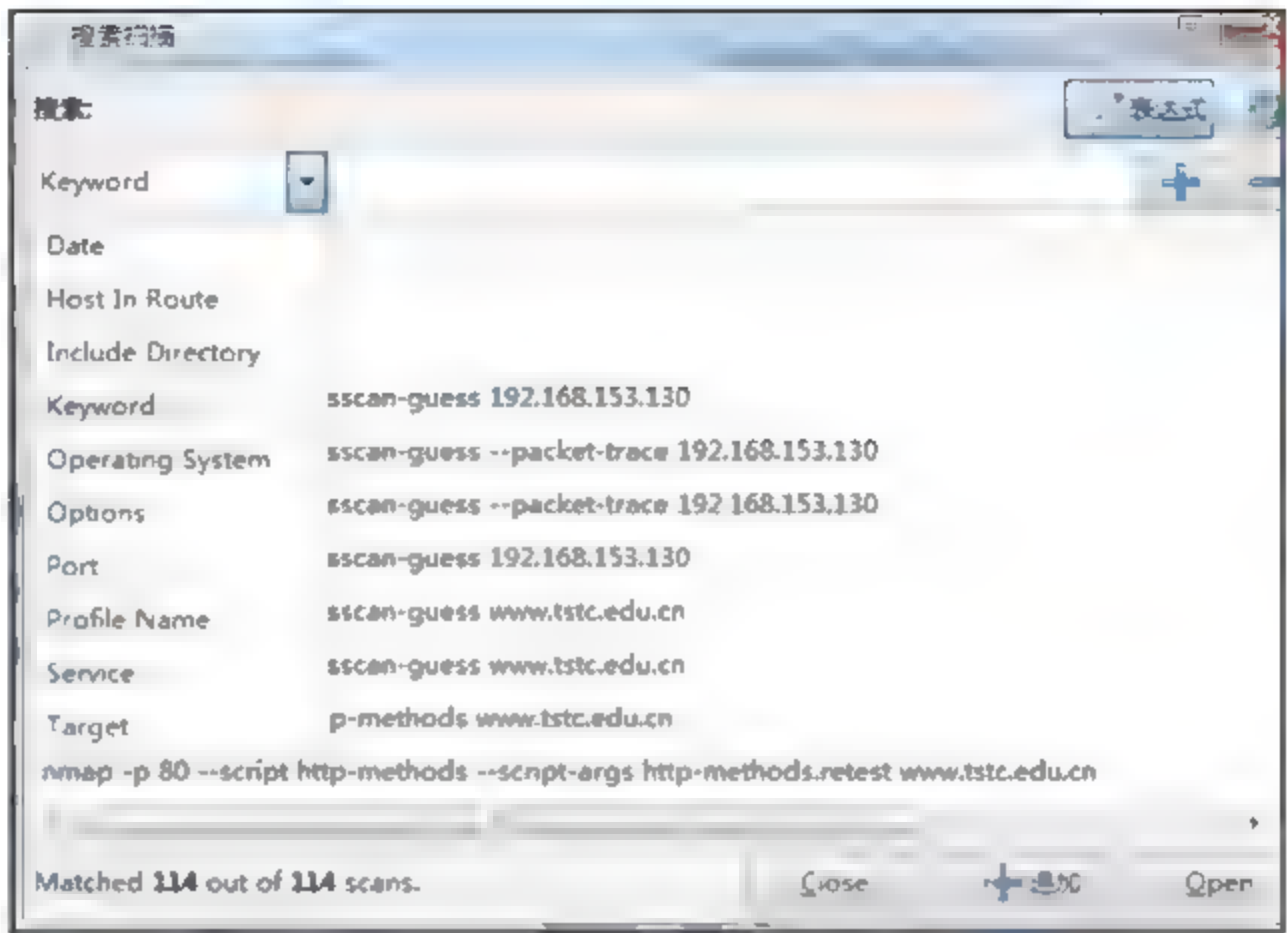 搜索扫描
搜索:
表达式
Keyword
Date
Host In Route
Include Directory
Keyword
sscan-guess 192.168.153.130
Operating System
sscan-guess --packet-trace 192.168.153.130
Options
sscan-guess --packet-trace 192.168.153.130
Port
sscan-guess 192.168.153.130
Profile Name
sscan-guess www.tstc.edu.cn
Service
sscan-guess www.tstc.edu.cn
Target
p-methods www.tstc.edu.cn
nmap -p 80 --script http-methods --script-args http-methods.retest www.tstc.edu.cn
Matched 114 out of 114 scans.
Close
追加
Open